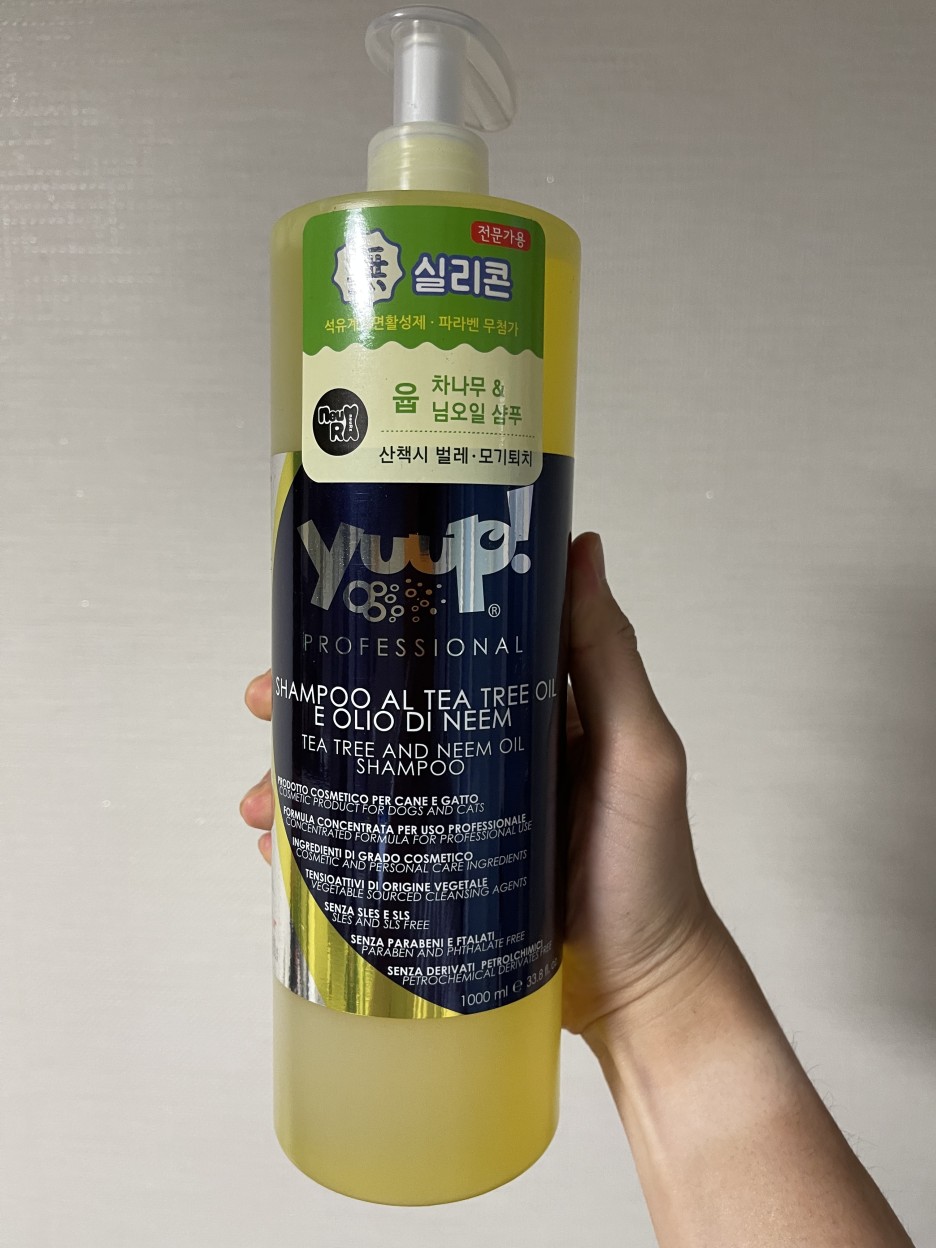 전문가용
無 실리콘
석유계 계면활성제 · 파라벤 무첨가
윱 차나무 &
님오일 샴푸
산책시 벌레·모기퇴치
yuup! ®
PROFESSIONAL
SHAMPOO AL TEA TREE OIL
E OLIO DI NEEM
TEA TREE AND NEEM OIL
SHAMPOO
PRODOTTO COSMETICO PER CANE E GATTO
COSMETIC PRODUCT FOR DOGS AND CATS
FORMULA CONCENTRATA PER USO PROFESSIONALE
CONCENTRATED FORMULA FOR PROFESSIONAL USE
INGREDIENTI DI GRADO COSMETICO
COSMETIC AND PERSONAL CARE INGREDIENTS
TENSIOATTIVI DI ORIGINE VEGETALE
VEGETABLE SOURCED CLEANSING AGENTS
SENZA SLES E SLS
SLES AND SLS FREE
SENZA PARABENI E FTALATI
PARABEN AND PHTHALATE FREE
SENZA DERIVATI PETROLCHIMICI
PETROCHEMICAL DERIVATES FREE
1000 ml ℮ 33.8 fl. oz